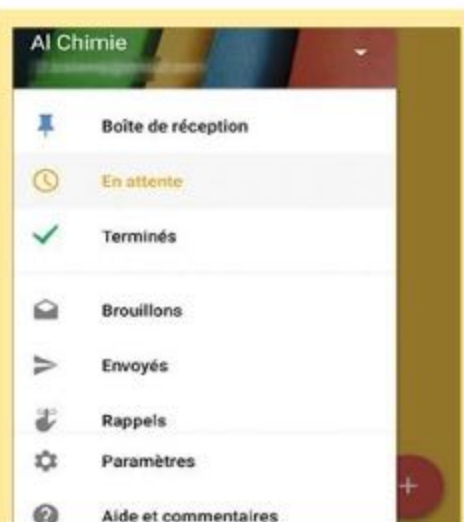 Al Chimie
Boîte de réception
En attente
Terminés
Brouillons
Envoyés
Rappels
Paramètres
Aide et commentaires